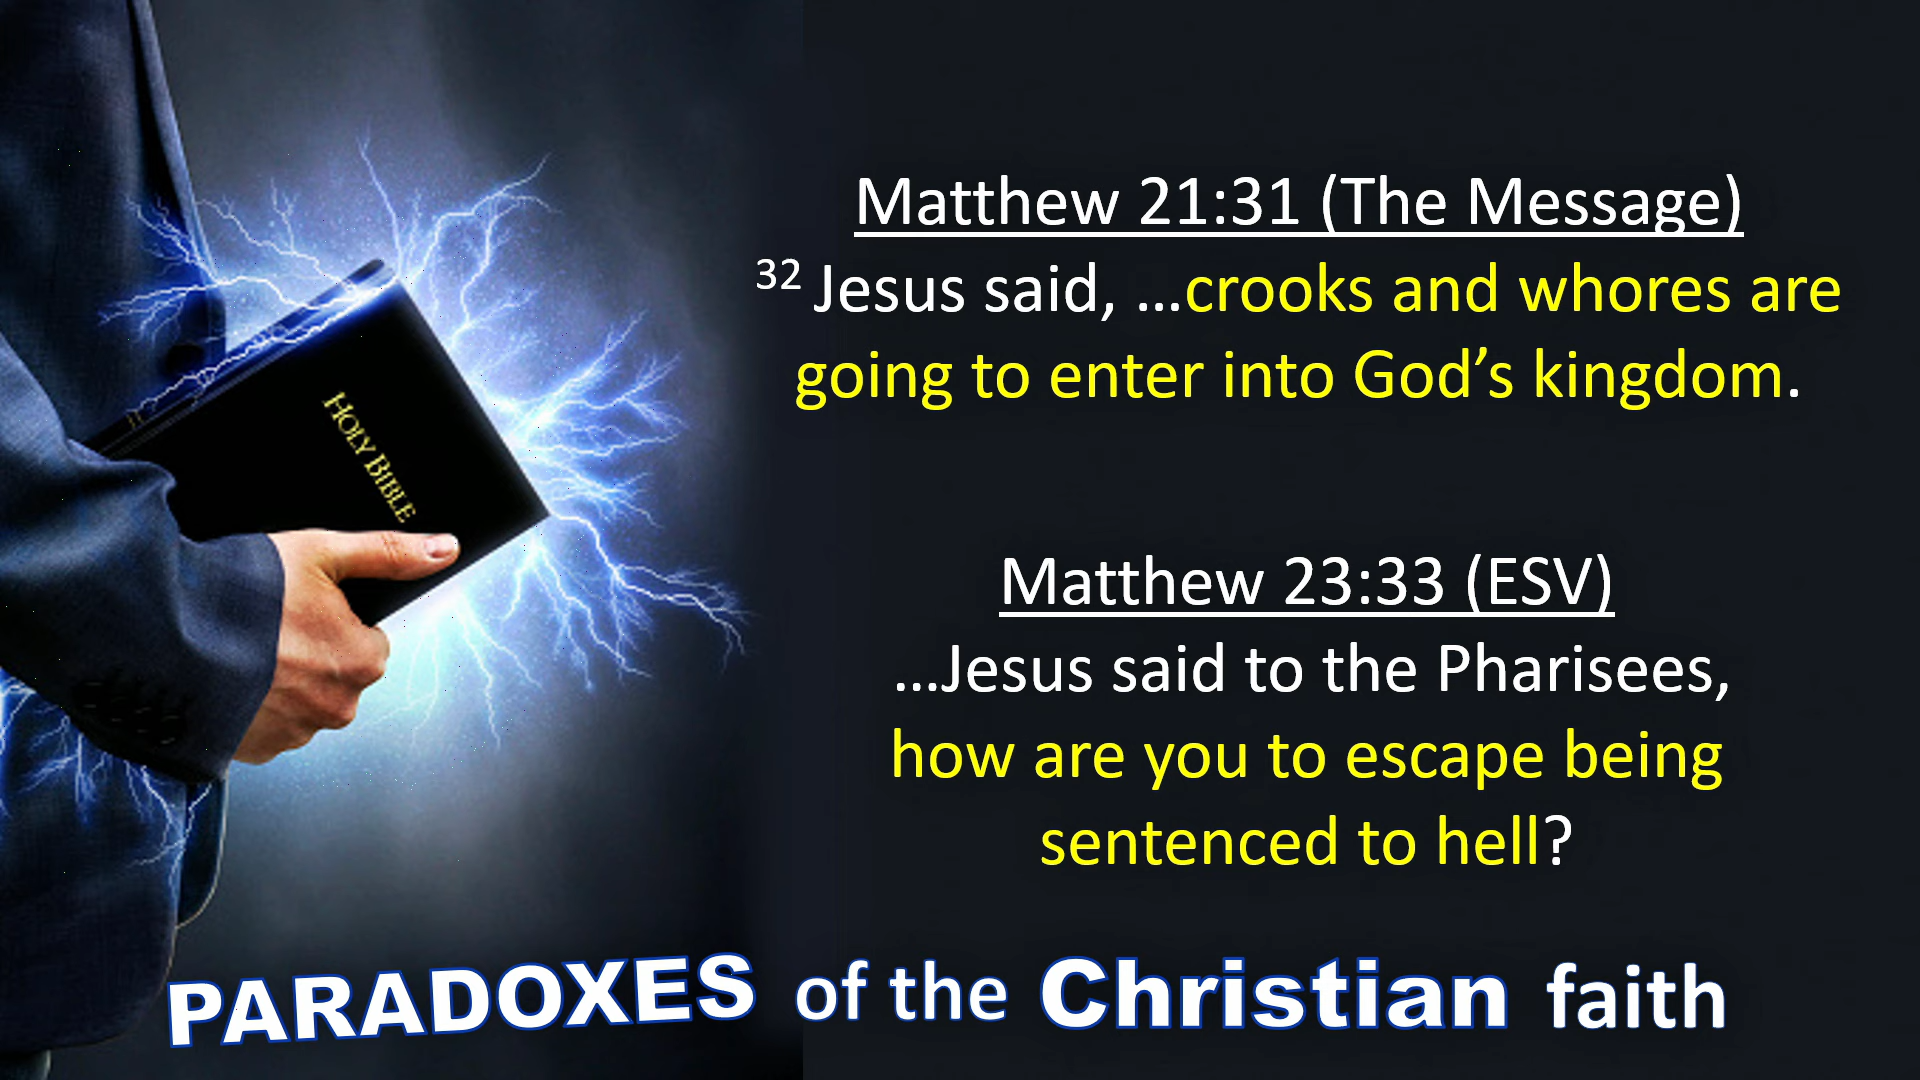 HOLY BIBLE
Matthew 21:31 (The Message)
32 Jesus said, …crooks and whores are
going to enter into God’s kingdom.
Matthew 23:33 (ESV)
…Jesus said to the Pharisees,
how are you to escape being
sentenced to hell?
PARADOXES of the Christian faith